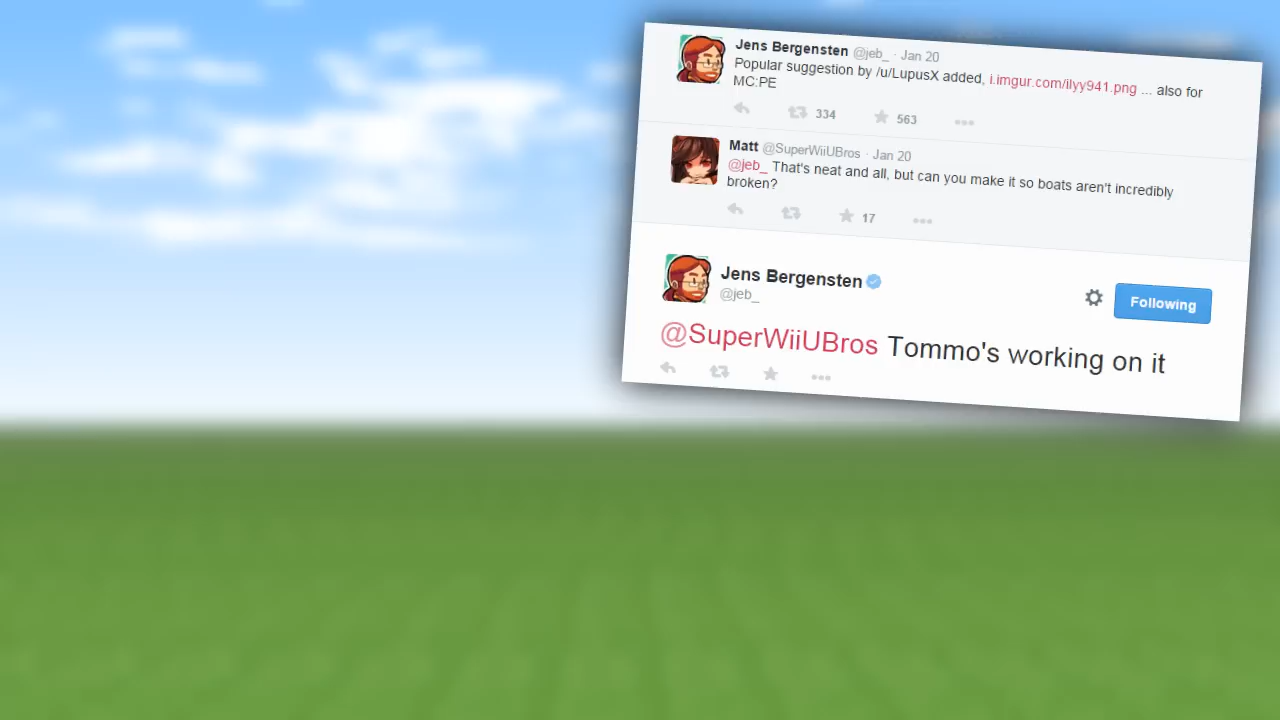 Jens Bergensten @jeb_ · Jan 20
Popular suggestion by /u/LupusX added, i.imgur.com/ilyy941.png ... also for
MC:PE
334 563
Matt @SuperWiiUBros · Jan 20
@jeb_ That's neat and all, but can you make it so boats aren't incredibly
broken?
17
Jens Bergensten
@jeb_
Following
@SuperWiiUBros Tommo's working on it